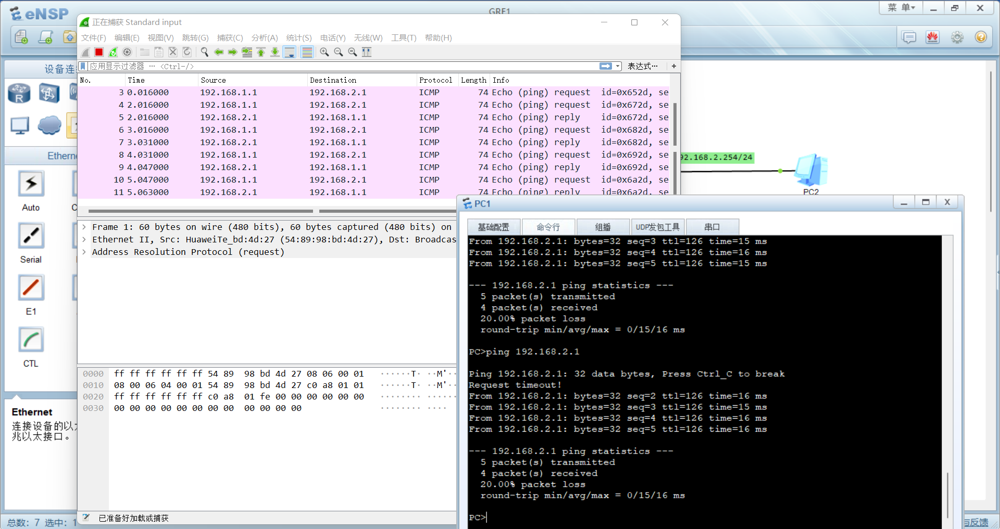 eNSP
GRE1
菜 单
正在捕获 Standard input
文件(F) 编辑(E) 视图(V) 跳转(G) 捕获(C) 分析(A) 统计(S) 电话(Y) 无线(W) 工具(T) 帮助(H)
应用显示过滤器 … <Ctrl-/>
表达式…
+
No. Time Source Destination Protocol Length Info
3 0.016000 192.168.1.1 192.168.2.1 ICMP 74 Echo (ping) request id=0x652d, se
4 2.016000 192.168.1.1 192.168.2.1 ICMP 74 Echo (ping) request id=0x672d, se
5 2.016000 192.168.2.1 192.168.1.1 ICMP 74 Echo (ping) reply id=0x672d, se
6 3.016000 192.168.1.1 192.168.2.1 ICMP 74 Echo (ping) request id=0x682d, se
7 3.031000 192.168.2.1 192.168.1.1 ICMP 74 Echo (ping) reply id=0x682d, se
8 4.031000 192.168.1.1 192.168.2.1 ICMP 74 Echo (ping) request id=0x692d, se
9 4.047000 192.168.2.1 192.168.1.1 ICMP 74 Echo (ping) reply id=0x692d, se
10 5.047000 192.168.1.1 192.168.2.1 ICMP 74 Echo (ping) request id=0x6a2d, se
11 5.063000 192.168.2.1 192.168.1.1 ICMP 74 Echo (ping) reply id=0x6a2d, se
Frame 1: 60 bytes on wire (480 bits), 60 bytes captured (480 bits) on
Ethernet II, Src: HuaweiTe_bd:4d:27 (54:89:98:bd:4d:27), Dst: Broadcas
Address Resolution Protocol (request)
0000 ff ff ff ff ff ff 54 89 98 bd 4d 27 08 06 00 01 ······T· ··M'··
0010 08 00 06 04 00 01 54 89 98 bd 4d 27 c0 a8 01 01 ······T· ··M'··
0020 ff ff ff ff ff ff c0 a8 01 fe 00 00 00 00 00 00 ········ ······
0030 00 00 00 00 00 00 00 00 00 00 00 00 ········ ····
已准备好加载或捕获
设备连
R
Etherne
Auto
C
Serial
E1
CTL
Ethernet
连接设备的以
兆以太接口。
总数: 7 选中: 1
92.168.2.254/24
PC2
PC1
基础配置 命令行 组播 UDP发包工具 串口
From 192.168.2.1: bytes=32 seq=3 ttl=126 time=15 ms
From 192.168.2.1: bytes=32 seq=4 ttl=126 time=16 ms
From 192.168.2.1: bytes=32 seq=5 ttl=126 time=15 ms
--- 192.168.2.1 ping statistics ---
5 packet(s) transmitted
4 packet(s) received
20.00% packet loss
round-trip min/avg/max = 0/15/16 ms
PC>ping 192.168.2.1
Ping 192.168.2.1: 32 data bytes, Press Ctrl_C to break
Request timeout!
From 192.168.2.1: bytes=32 seq=2 ttl=126 time=16 ms
From 192.168.2.1: bytes=32 seq=3 ttl=126 time=15 ms
From 192.168.2.1: bytes=32 seq=4 ttl=126 time=16 ms
From 192.168.2.1: bytes=32 seq=5 ttl=126 time=16 ms
--- 192.168.2.1 ping statistics ---
5 packet(s) transmitted
4 packet(s) received
20.00% packet loss
round-trip min/avg/max = 0/15/16 ms
PC>
与反馈